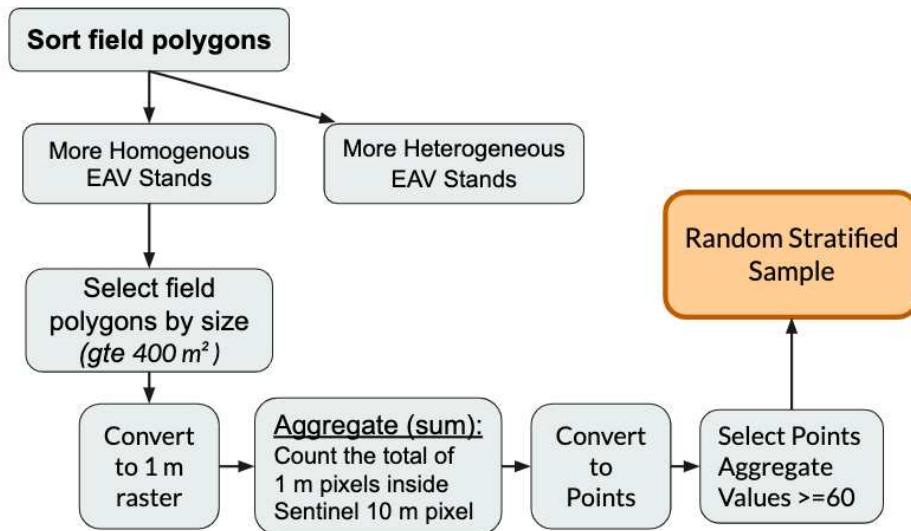 Sort field polygons
More Homogenous
EAV Stands
More Heterogeneous
EAV Stands
Select field
polygons by size
(gte 400 m²)
Convert
to 1 m
raster
Aggregate (sum):
Count the total of
1 m pixels inside
Sentinel 10 m pixel
Convert
to
Points
Select Points
Aggregate
Values >=60
Random Stratified
Sample